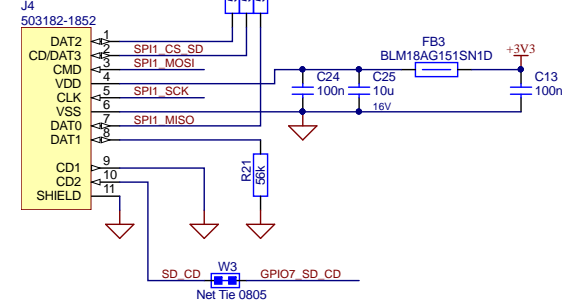 J4
503182-1852
DAT2 1
CD/DAT3 2 SPI1_CS_SD
CMD 3 SPI1_MOSI
VDD 4
CLK 5 SPI1_SCK
VSS 6
DAT0 7 SPI1_MISO
DAT1 8
CD1 9
CD2 10
SHIELD 11
FB3
BLM18AG151SN1D
+3V3
C24
100n
C25
10u
16V
C13
100n
R21
56k
SD_CD
W3
GPIO7_SD_CD
Net Tie 0805